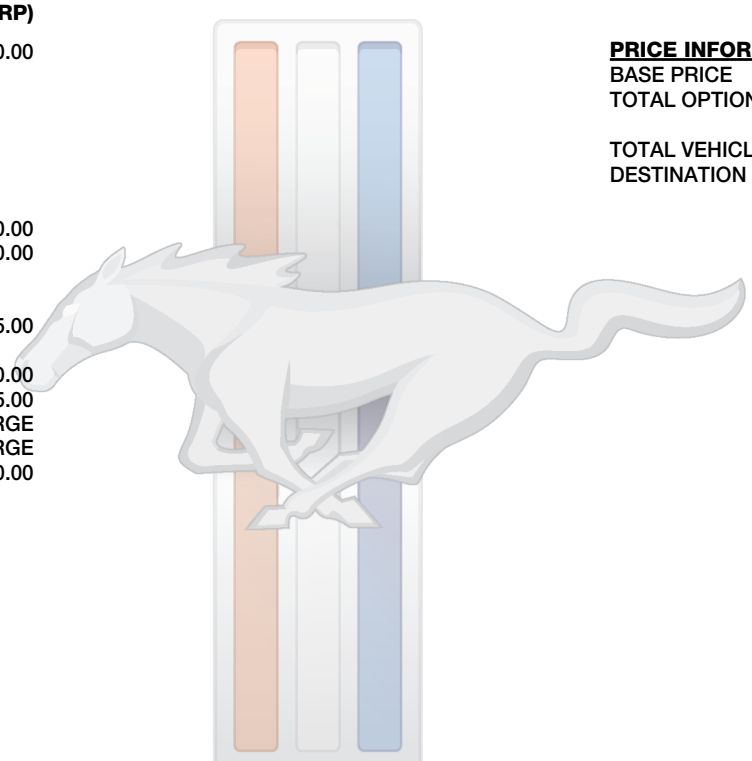 RP)
0.00
0.00
0.00
5.00
0.00
5.00
RGE
RGE
0.00
PRICE INFOR
BASE PRICE
TOTAL OPTION
TOTAL VEHICL
DESTINATION